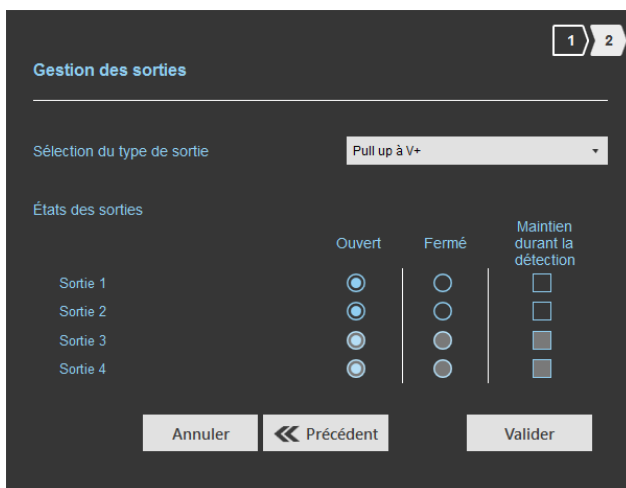 1 2
Gestion des sorties
Sélection du type de sortie Pull up à V+
États des sorties
Ouvert Fermé Maintien
durant la
détection
Sortie 1
Sortie 2
Sortie 3
Sortie 4
Annuler Précédent Valider